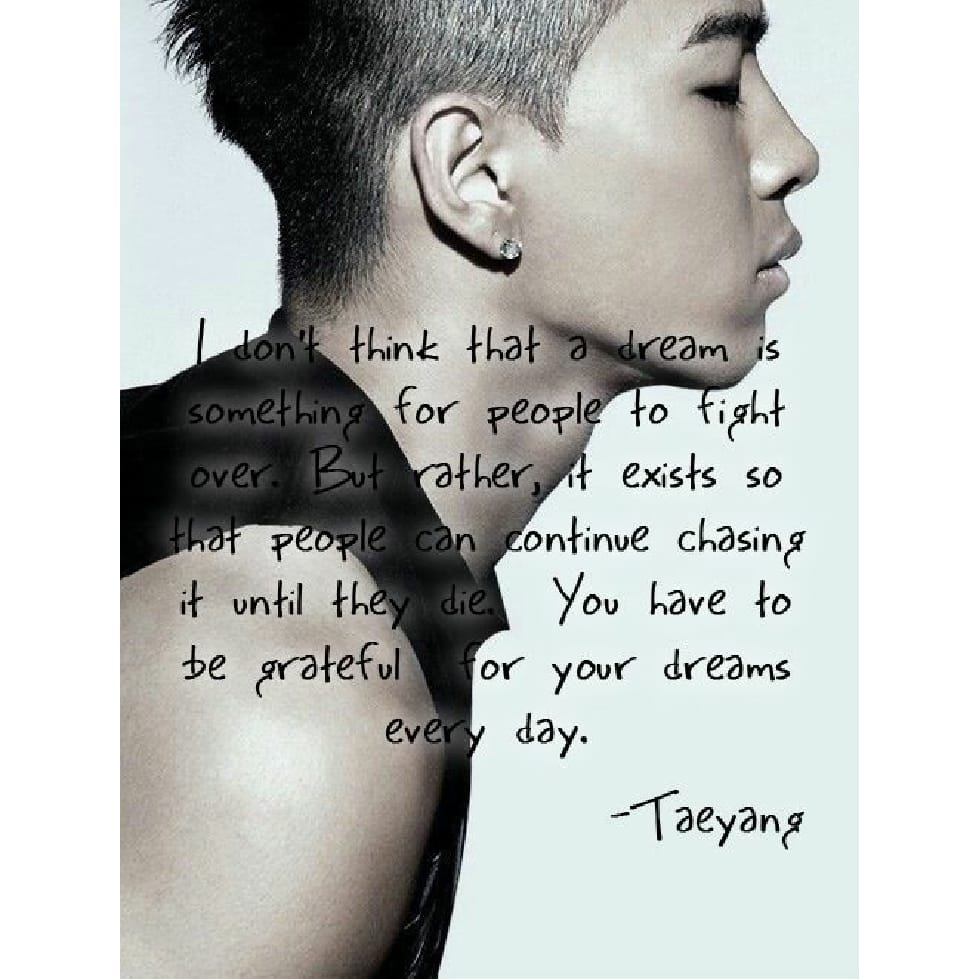 I don't think that a dream is
something for people to fight
over. But rather, it exists so
that people can continue chasing
it until they die. You have to
be grateful for your dreams
every day.
-Taeyang